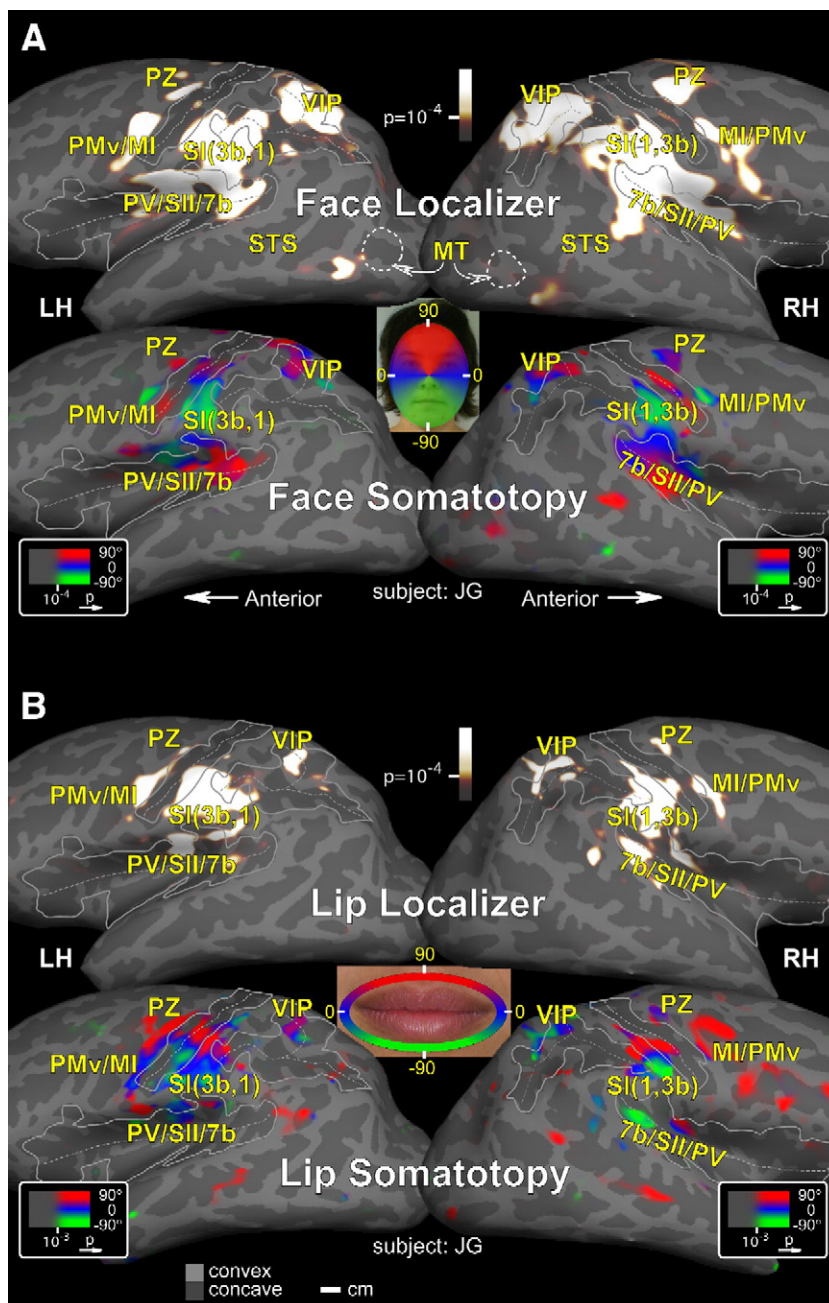 A
PZ
VIP
p=10⁻⁴
VIP
PZ
PMv/MI
SI(3b,1)
SI(1,3b)
MI/PMv
PV/SII/7b
7b/SII/PV
Face Localizer
STS
MT
STS
LH
RH
90
PZ
VIP
0
0
VIP
PZ
PMv/MI
SI(3b,1)
SI(1,3b)
MI/PMv
-90
PV/SII/7b
7b/SII/PV
Face Somatotopy
90°
0
-90°
10⁻⁴ p
90°
0
-90°
10⁻⁴ p
Anterior
subject: JG
Anterior
B
PZ
VIP
p=10⁻⁴
VIP
PZ
PMv/MI
SI(3b,1)
SI(1,3b)
MI/PMv
PV/SII/7b
7b/SII/PV
Lip Localizer
LH
RH
90
PZ
VIP
0
0
VIP
PZ
PMv/MI
SI(3b,1)
SI(1,3b)
MI/PMv
-90
PV/SII/7b
7b/SII/PV
Lip Somatotopy
90°
0
-90°
10⁻³ p
90°
0
-90°
10⁻³ p
subject: JG
convex
concave
cm